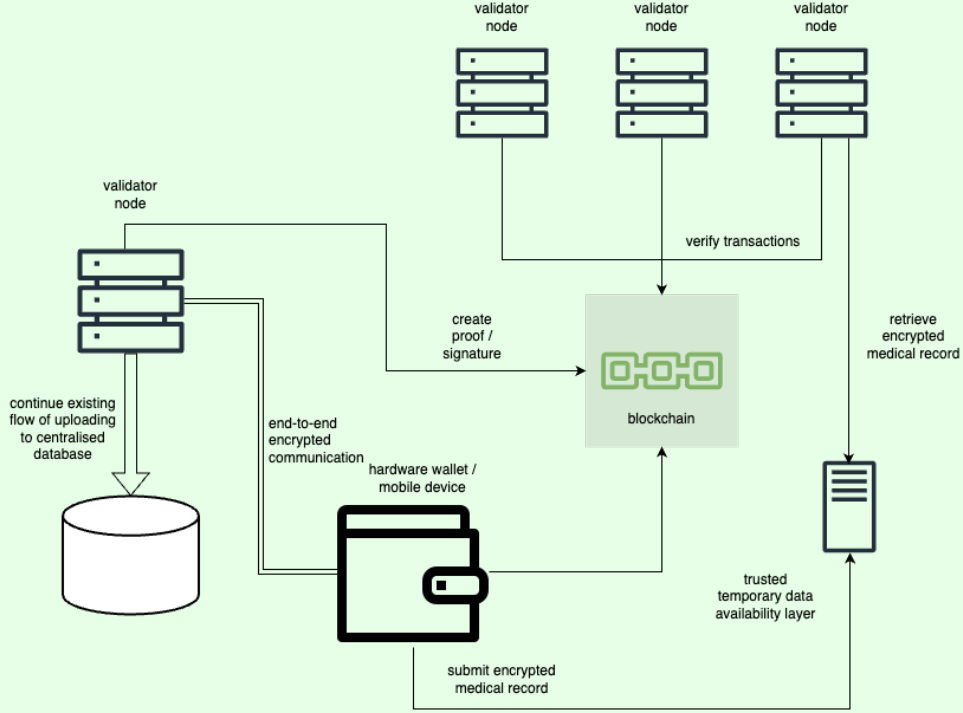 validator
node
validator
node
validator
node
validator
node
verify transactions
create
proof /
signature
retrieve
encrypted
medical record
continue existing
flow of uploading
to centralised
database
end-to-end
encrypted
communication
blockchain
hardware wallet /
mobile device
trusted
temporary data
availability layer
submit encrypted
medical record